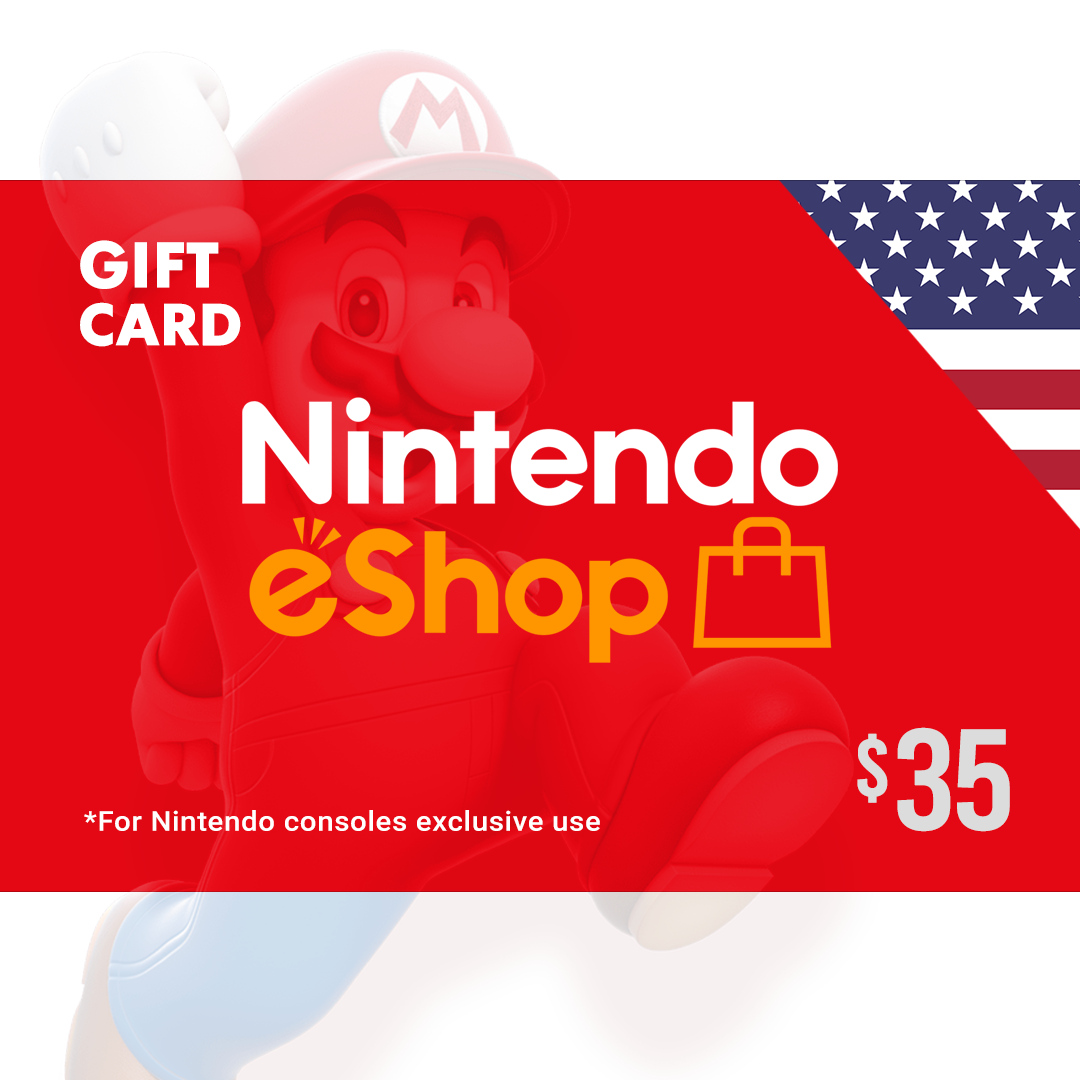 M
GIFT
CARD
Nintendo
eShop
$35
*For Nintendo consoles exclusive use